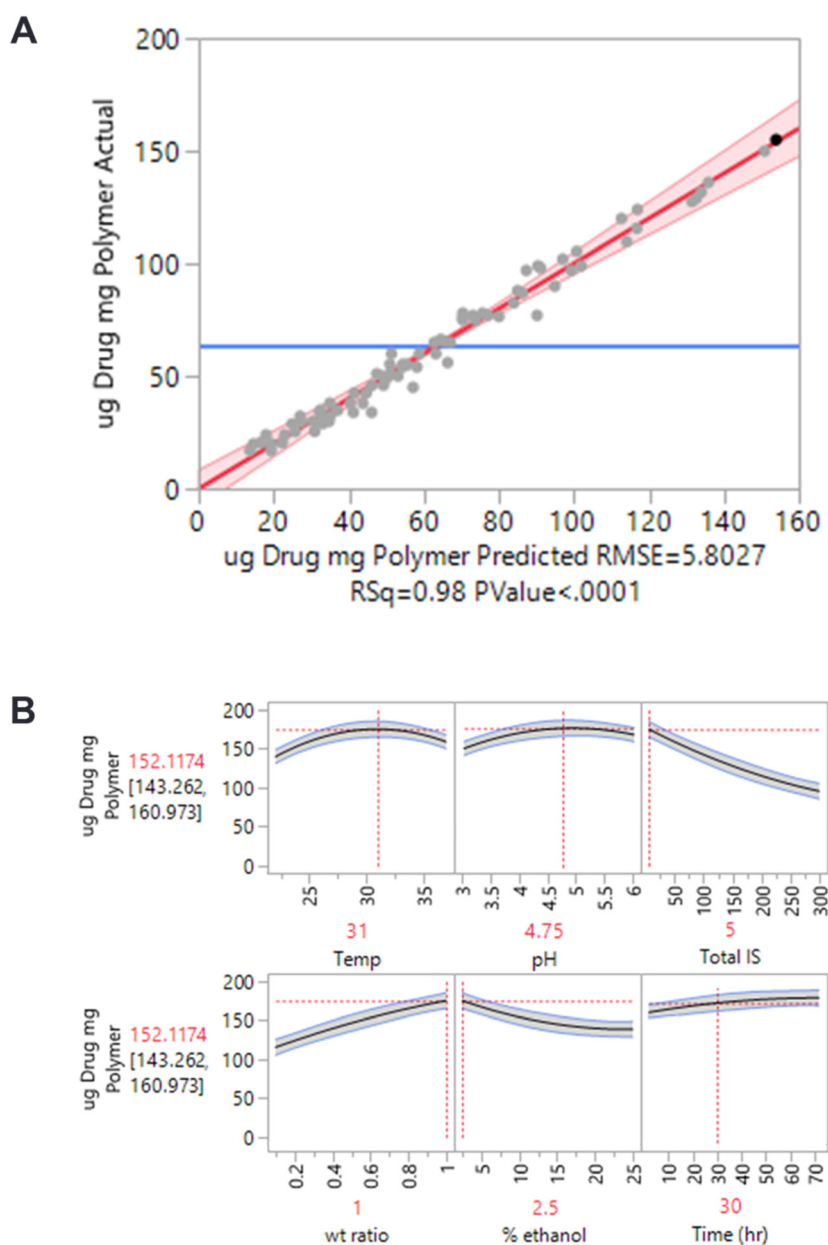 A
200
150
100
50
0
ug Drug mg Polymer Actual
0 20 40 60 80 100 120 140 160
ug Drug mg Polymer Predicted RMSE=5.8027
RSq=0.98 PValue<.0001
B
ug Drug mg
Polymer
152.1174
[143.262,
160.973]
200
150
100
50
0
25 30 35
3 3.5 4 4.5 5 5.5 6
50 100 150 200 250 300
31 4.75 5
Temp pH Total IS
ug Drug mg
Polymer
152.1174
[143.262,
160.973]
200
150
100
50
0
0.2 0.4 0.6 0.8 1
5 10 15 20 25
10 20 30 40 50 60 70
1 2.5 30
wt ratio % ethanol Time (hr)